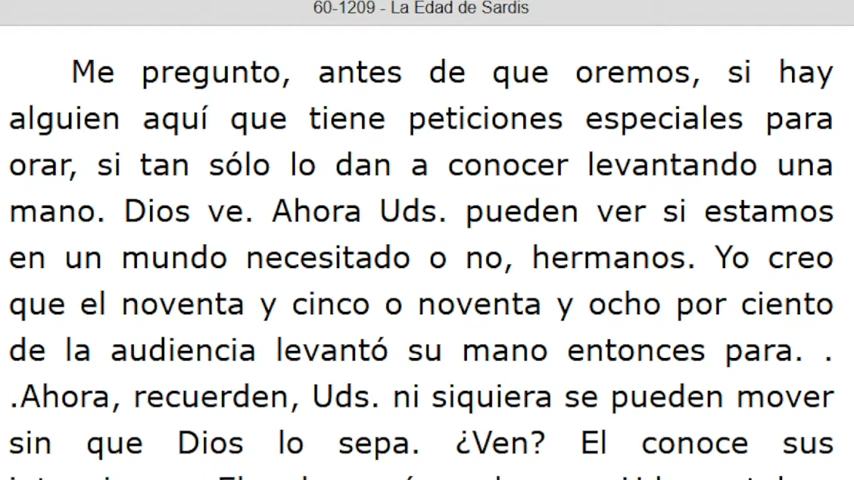 60-1209 - La Edad de Sardis
Me pregunto, antes de que oremos, si hay
alguien aquí que tiene peticiones especiales para
orar, si tan sólo lo dan a conocer levantando una
mano. Dios ve. Ahora Uds. pueden ver si estamos
en un mundo necesitado o no, hermanos. Yo creo
que el noventa y cinco o noventa y ocho por ciento
de la audiencia levantó su mano entonces para. .
.Ahora, recuerden, Uds. ni siquiera se pueden mover
sin que Dios lo sepa. ¿Ven? El conoce sus